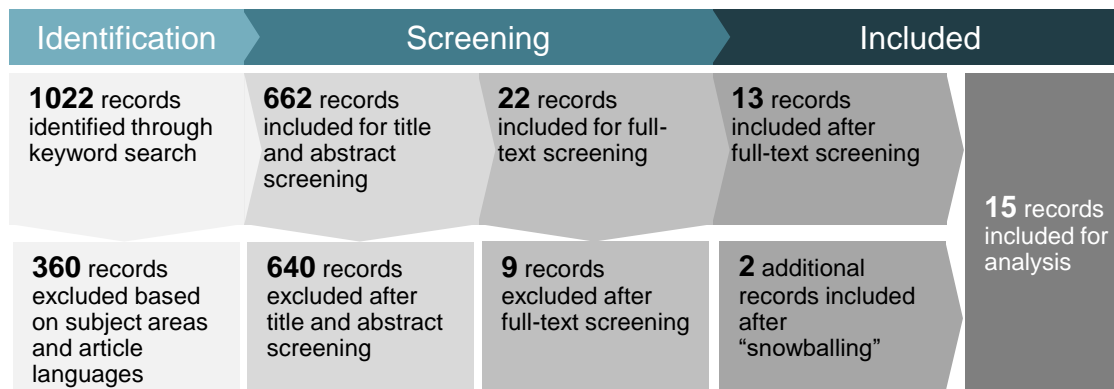 Identification
Screening
Included
1022 records
identified through
keyword search
662 records
included for title
and abstract
screening
22 records
included for full-
text screening
13 records
included after
full-text screening
360 records
excluded based
on subject areas
and article
languages
640 records
excluded after
title and abstract
screening
9 records
excluded after
full-text screening
2 additional
records included
after
“snowballing”
15 records
included for
analysis